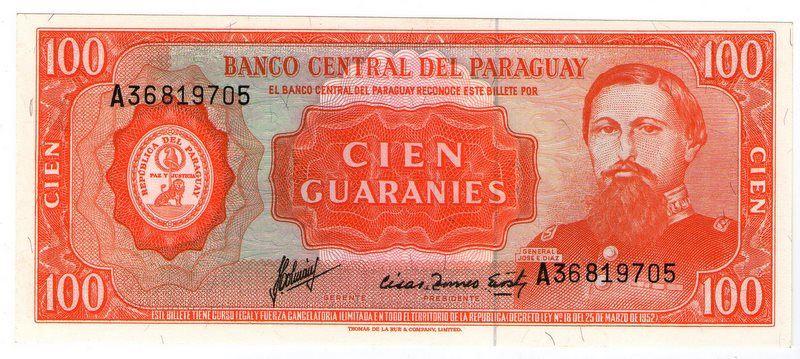 100
100
BANCO CENTRAL DEL PARAGUAY
EL BANCO CENTRAL DEL PARAGUAY RECONOCE ESTE BILLETE POR
A36819705
REPÚBLICA DEL PARAGUAY
PAZ Y JUSTICIA
CIEN
CIEN
GUARANIES
CIEN
GENERAL
JOSE E. DIAZ
A36819705
GERENTE
PRESIDENTE
100
100
ESTE BILLETE TIENE CURSO LEGAL Y FUERZA CANCELATORIA ILIMITADA EN TODO EL TERRITORIO DE LA REPUBLICA (DECRETO LEY Nº. 18 DEL 25 DE MARZO DE 1952)
THOMAS DE LA RUE & COMPANY, LIMITED.